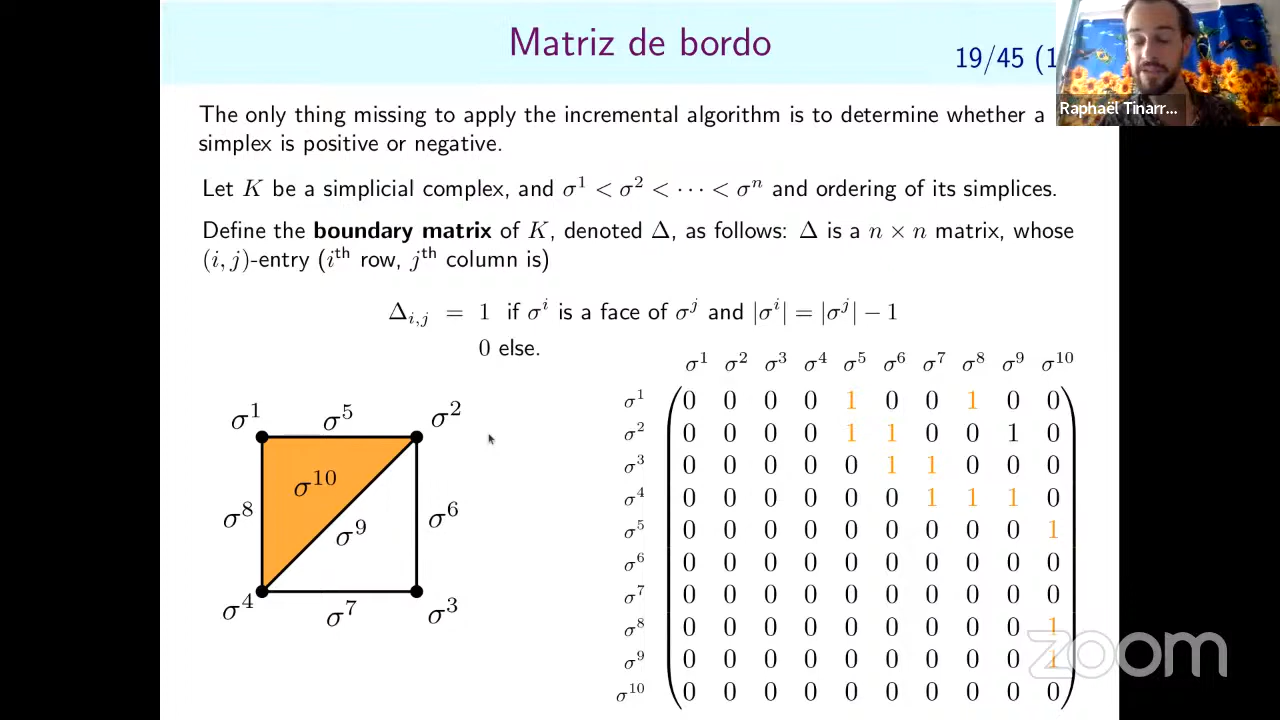 Matriz de bordo
19/45 (1
Raphaël Tinarr...
The only thing missing to apply the incremental algorithm is to determine whether a
simplex is positive or negative.
Let K be a simplicial complex, and σ¹ < σ² < ⋯ < σⁿ and ordering of its simplices.
Define the boundary matrix of K, denoted Δ, as follows: Δ is a n × n matrix, whose
(i, j)-entry (iᵗʰ row, jᵗʰ column is)
Δᵢ,ⱼ = 1 if σⁱ is a face of σʲ and |σⁱ| = |σʲ| − 1
0 else.
σ¹ σ² σ³ σ⁴ σ⁵ σ⁶ σ⁷ σ⁸ σ⁹ σ¹⁰
σ¹ 0 0 0 0 1 0 0 1 0 0
σ² 0 0 0 0 1 1 0 0 1 0
σ³ 0 0 0 0 0 1 1 0 0 0
σ⁴ 0 0 0 0 0 0 1 1 1 0
σ⁵ 0 0 0 0 0 0 0 0 0 1
σ⁶ 0 0 0 0 0 0 0 0 0 0
σ⁷ 0 0 0 0 0 0 0 0 0 0
σ⁸ 0 0 0 0 0 0 0 0 0 1
σ⁹ 0 0 0 0 0 0 0 0 0 1
σ¹⁰ 0 0 0 0 0 0 0 0 0 0
σ¹ σ⁵ σ²
σ¹⁰
σ⁸ σ⁹ σ⁶
σ⁴ σ⁷ σ³
zoom